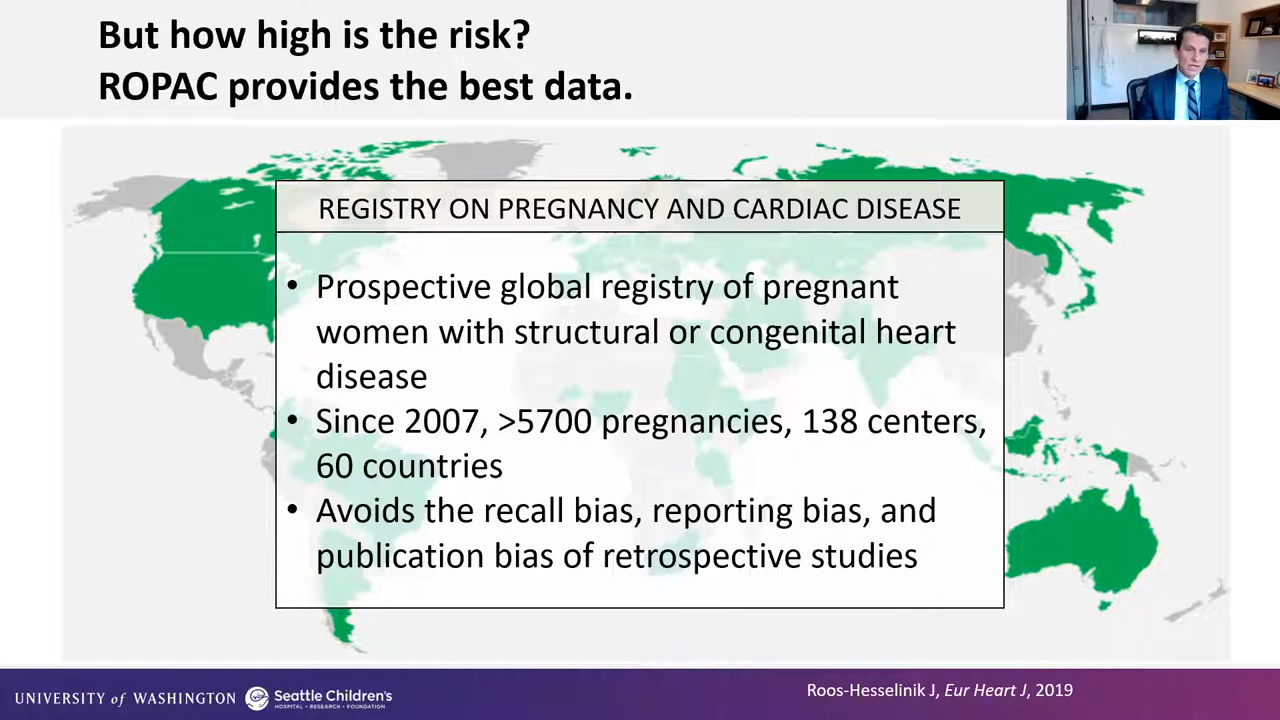 But how high is the risk?
ROPAC provides the best data.
REGISTRY ON PREGNANCY AND CARDIAC DISEASE
• Prospective global registry of pregnant
women with structural or congenital heart
disease
• Since 2007, >5700 pregnancies, 138 centers,
60 countries
• Avoids the recall bias, reporting bias, and
publication bias of retrospective studies
UNIVERSITY of WASHINGTON
Seattle Children's
HOSPITAL • RESEARCH • FOUNDATION
Roos-Hesselinik J, Eur Heart J, 2019